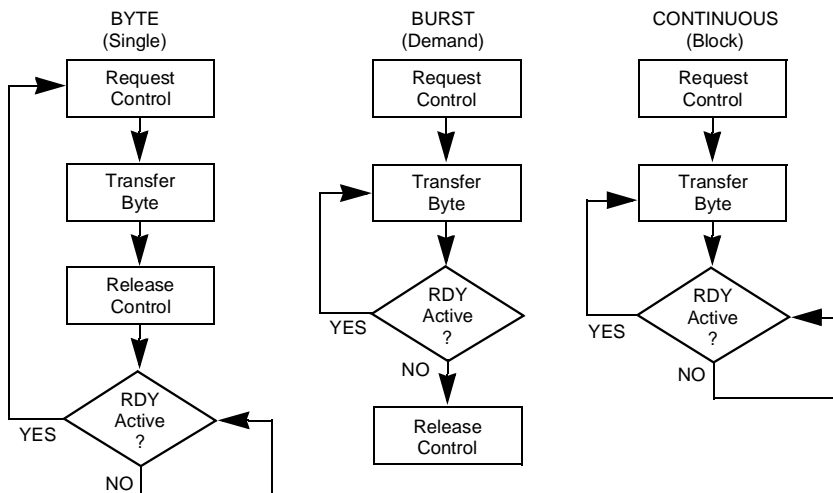 BYTE
(Single)
Request
Control
Transfer
Byte
Release
Control
RDY
Active
?
YES
NO
BURST
(Demand)
Request
Control
Transfer
Byte
RDY
Active
?
YES
NO
Release
Control
CONTINUOUS
(Block)
Request
Control
Transfer
Byte
RDY
Active
?
YES
NO